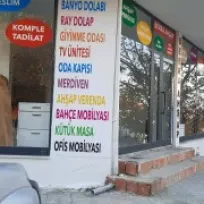 ESLİM
KOMPLE
TADİLAT
BANYO DOLABI
RAY DOLAP
GİYİNME ODASI
TV ÜNİTESİ
ODA KAPISI
MERDİVEN
AHŞAP VERENDA
BAHÇE MOBİLYASI
KÜTÜK MASA
OFİS MOBİLYASI